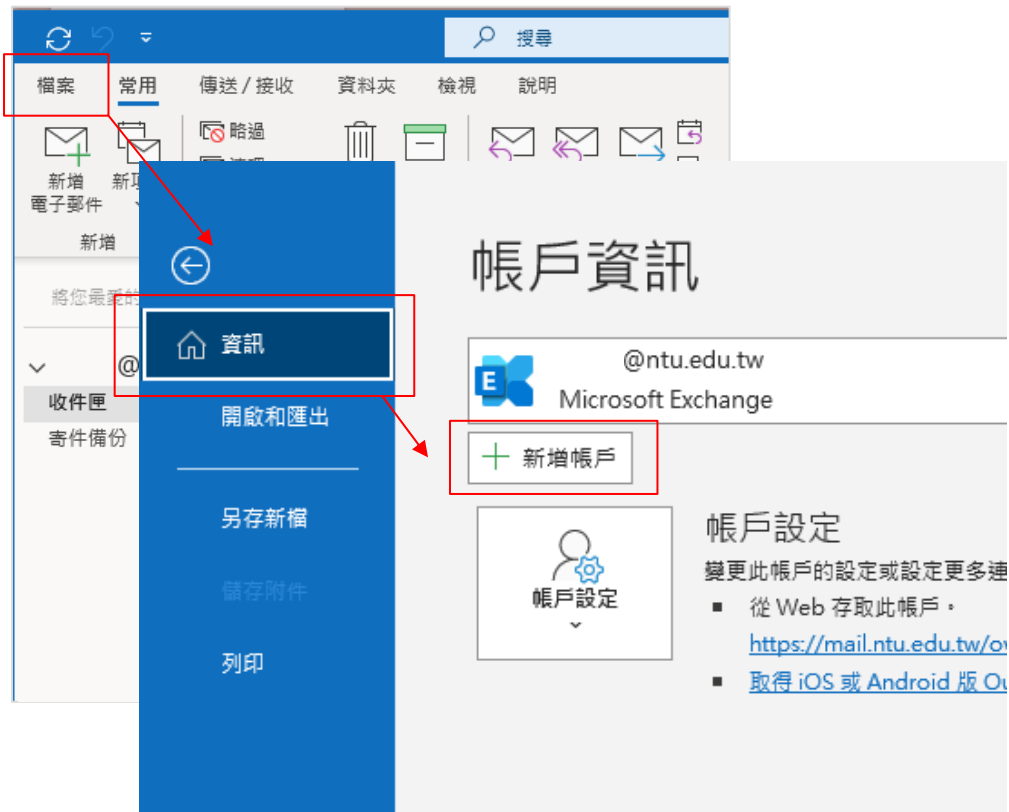 搜尋
檔案 常用 傳送 / 接收 資料夾 檢視 說明
略過
新增
電子郵件
新增
將您最愛的
@
收件匣
寄件備份
資訊
開啟和匯出
另存新檔
儲存附件
列印
帳戶資訊
@ntu.edu.tw
E
Microsoft Exchange
新增帳戶
帳戶設定
帳戶設定
變更此帳戶的設定或設定更多連
■ 從 Web 存取此帳戶。
https://mail.ntu.edu.tw/o
■ 取得 iOS 或 Android 版 Ou